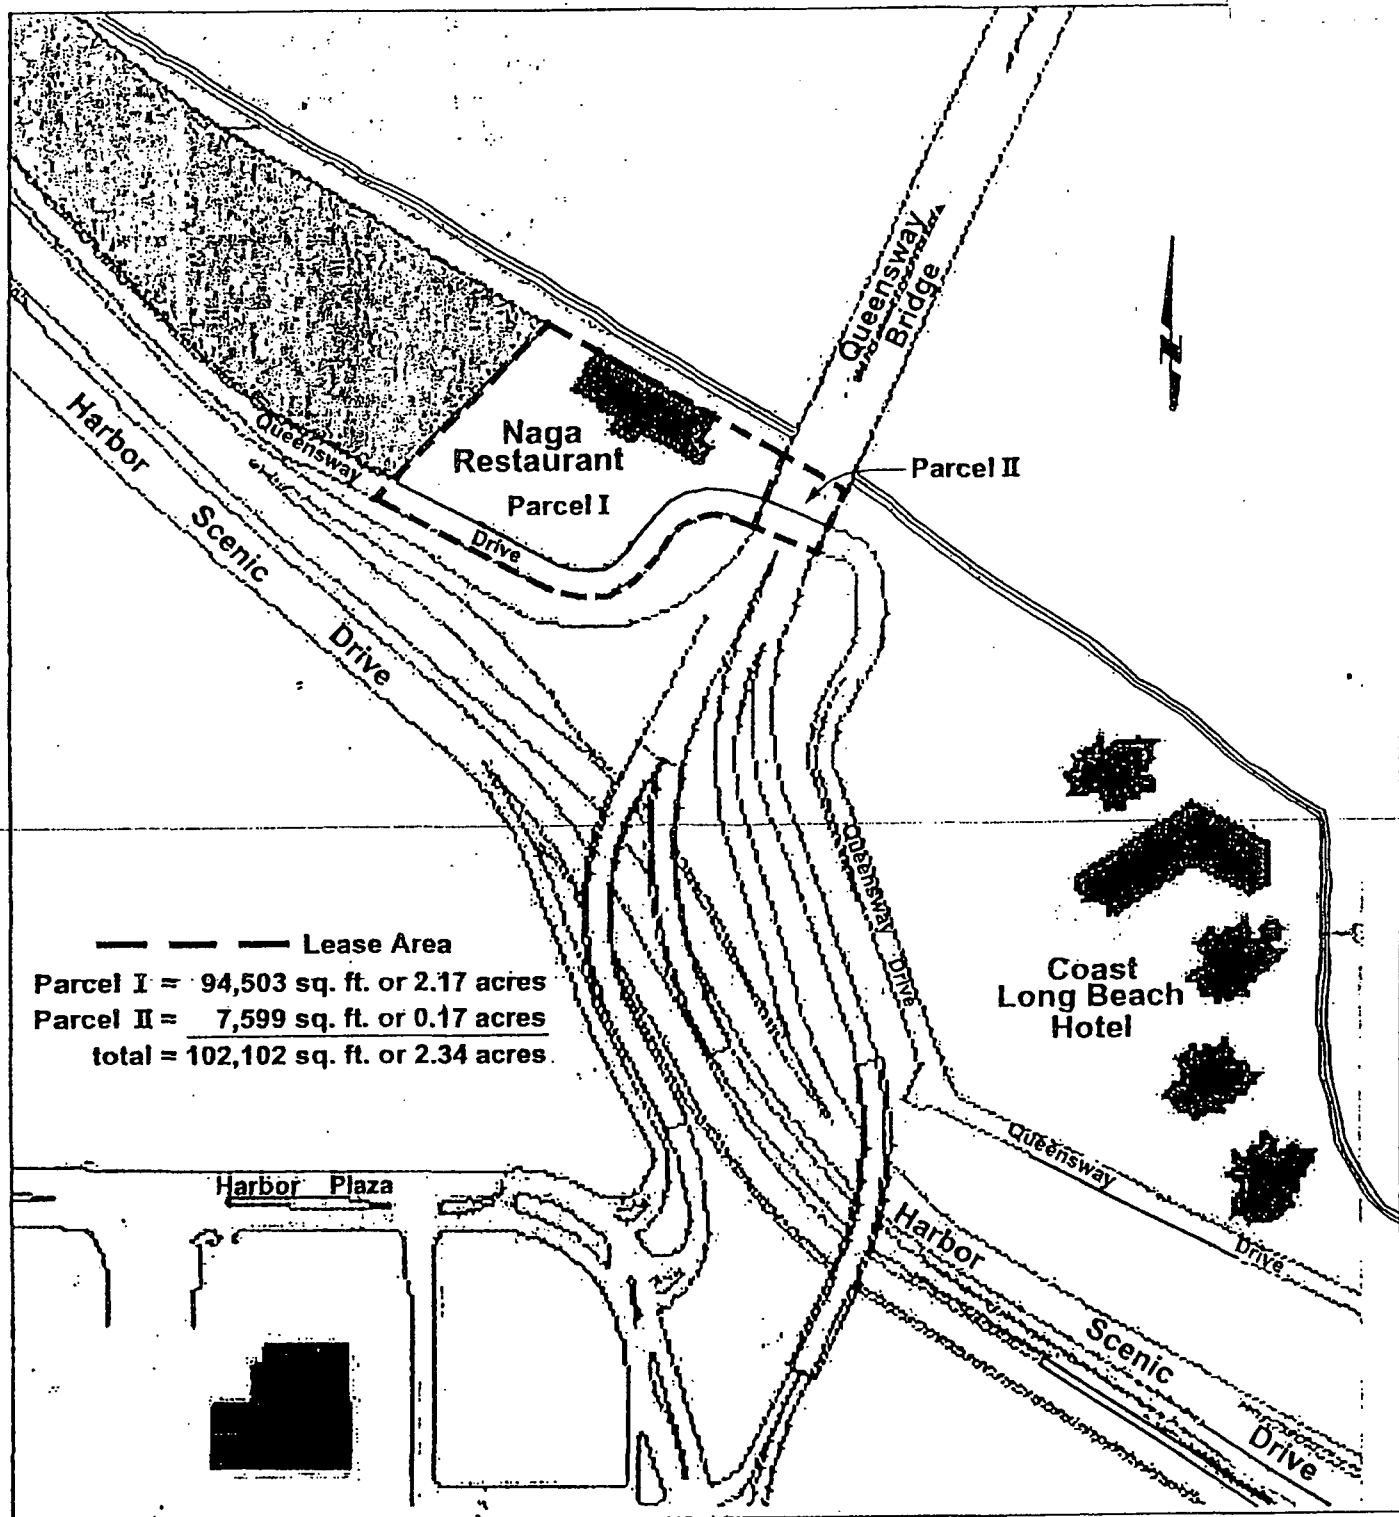 Queensway
Bridge
N
Harbor
Scenic
Drive
Queensway
Drive
Naga
Restaurant
Parcel I
Parcel II
Queensway
Drive
Lease Area
Parcel I = 94,503 sq. ft. or 2.17 acres
Parcel II = 7,599 sq. ft. or 0.17 acres
total = 102,102 sq. ft. or 2.34 acres
Coast
Long Beach
Hotel
Queensway
Drive
Harbor Plaza
Harbor
Scenic
Drive